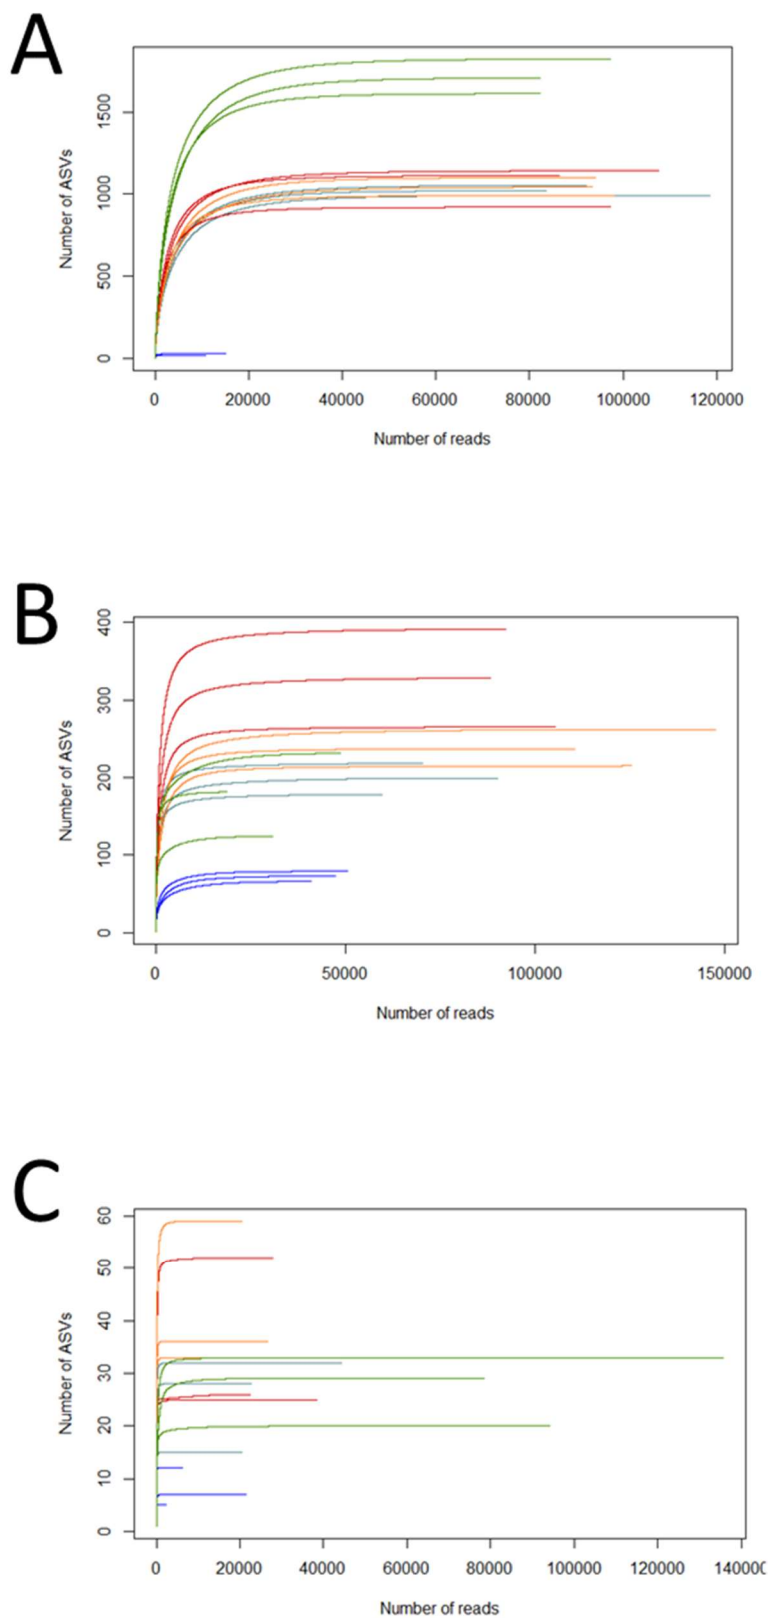 A
Number of ASVs
1500
1000
500
0
0 20000 40000 60000 80000 100000 120000
Number of reads
B
Number of ASVs
400
300
200
100
0
0 50000 100000 150000
Number of reads
C
Number of ASVs
60
50
40
30
20
10
0
0 20000 40000 60000 80000 100000 120000 14000(
Number of reads